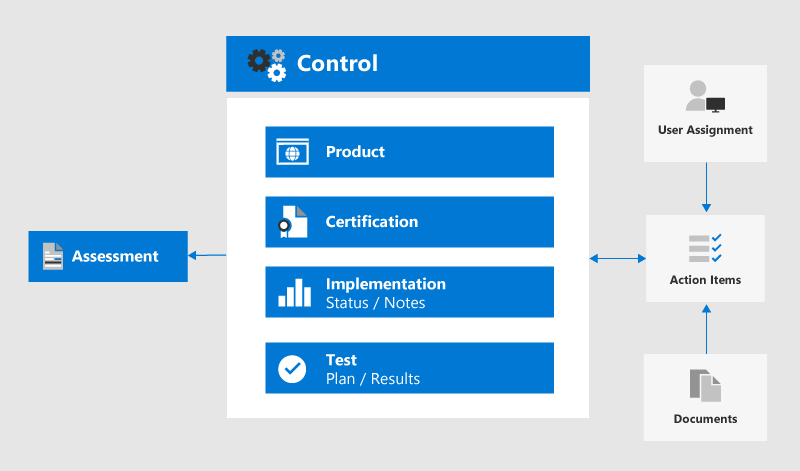 Control
Product
Certification
Implementation
Status / Notes
Test
Plan / Results
Assessment
User Assignment
Action Items
Documents